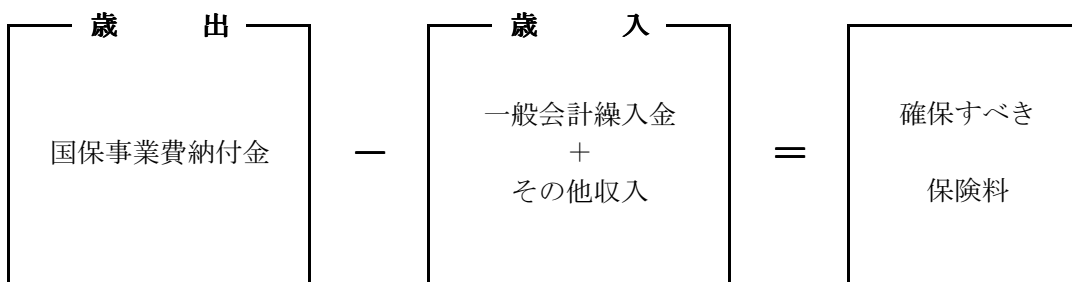 歳　　出
国保事業費納付金
－
歳　　入
一般会計繰入金
＋
その他収入
＝
確保すべき
保険料